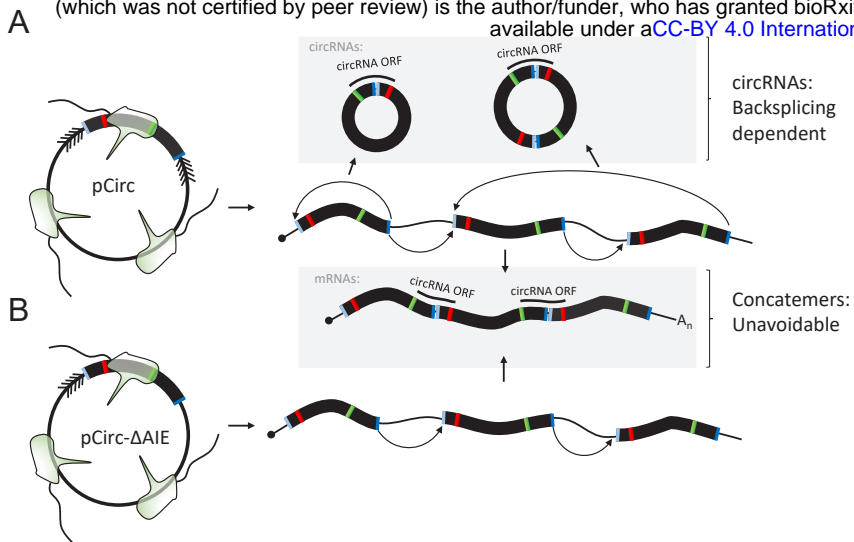 (which was not certified by peer review) is the author/funder, who has granted bioRxi
available under aCC-BY 4.0 Internation
A
circRNAs:
circRNA ORF
circRNA ORF
circRNAs:
Backsplicing
dependent
pCirc
mRNAs:
circRNA ORF
circRNA ORF
An
Concatemers:
Unavoidable
B
pCirc-ΔAIE